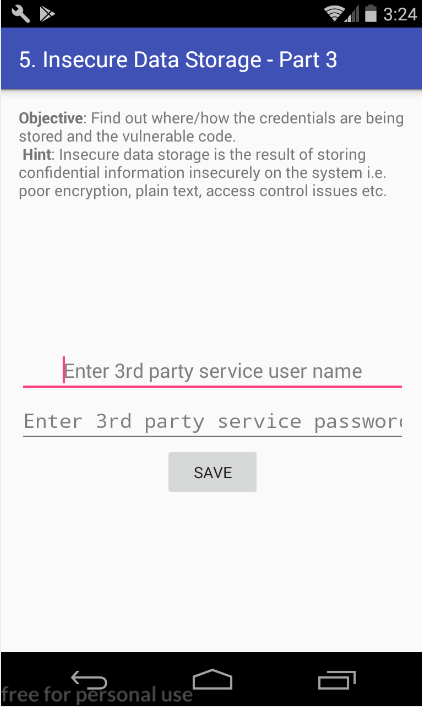 3:24
5. Insecure Data Storage - Part 3
Objective: Find out where/how the credentials are being
stored and the vulnerable code.
Hint: Insecure data storage is the result of storing
confidential information insecurely on the system i.e.
poor encryption, plain text, access control issues etc.
Enter 3rd party service user name
Enter 3rd party service password
SAVE
free for personal use